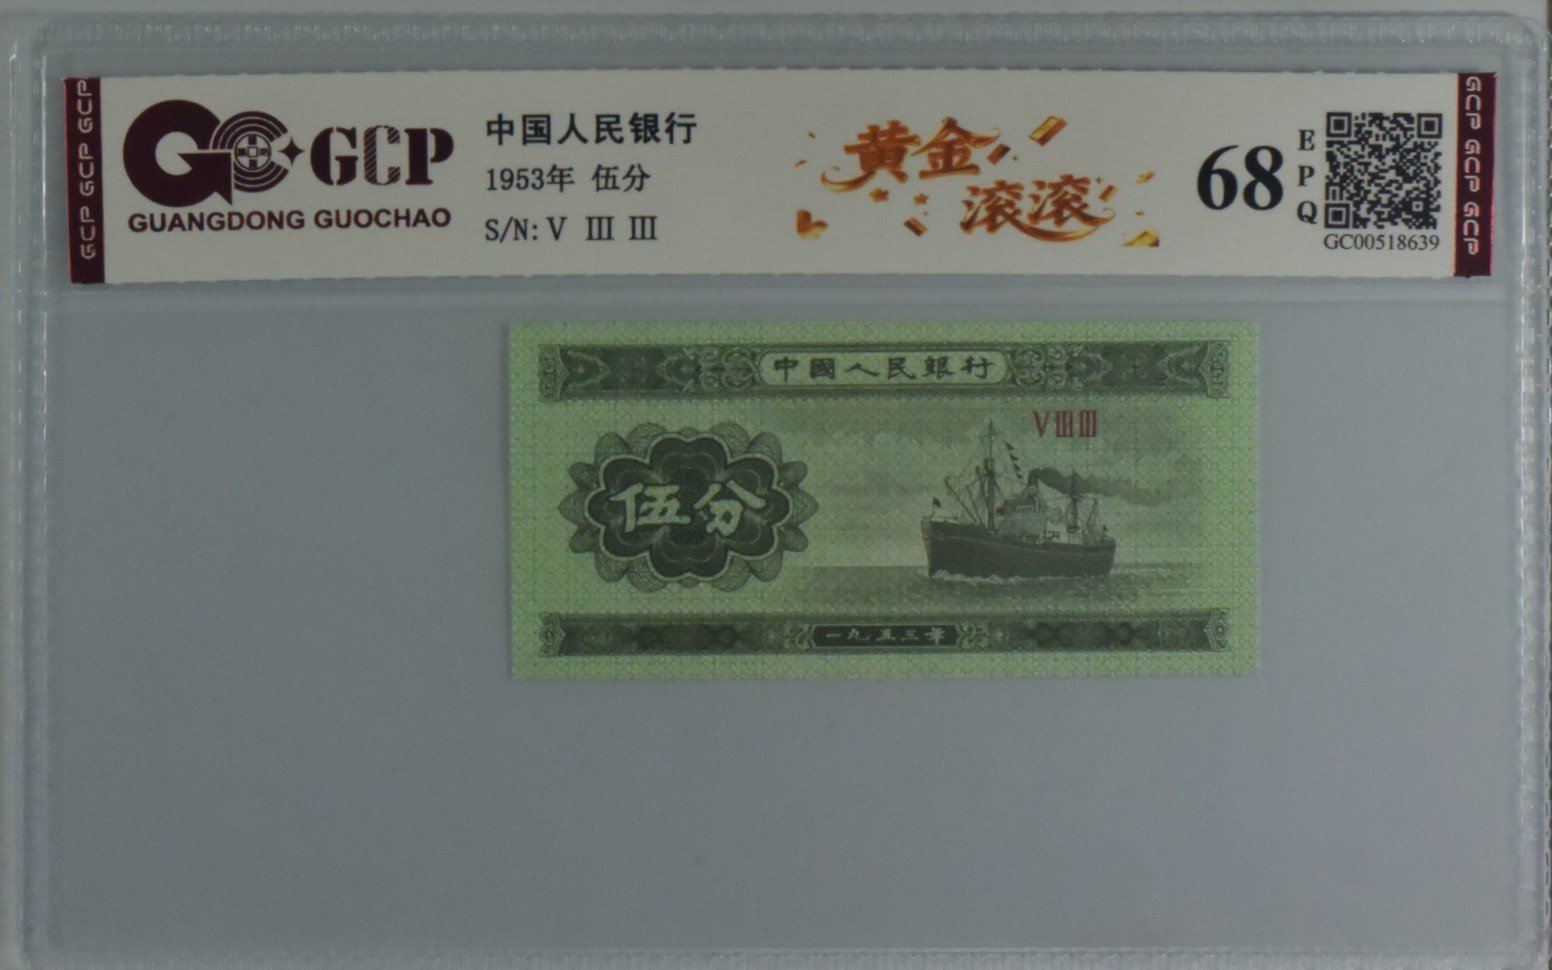 GCP GCP GCP
GCP
GUANGDONG GUOCHAO
中国人民银行
1953年 伍分
S/N: V III III
黄金
滚滚
68
E
P
Q
GC00518639
GCP GCP GCP
中國人民銀行
V III III
伍分
一九五三年